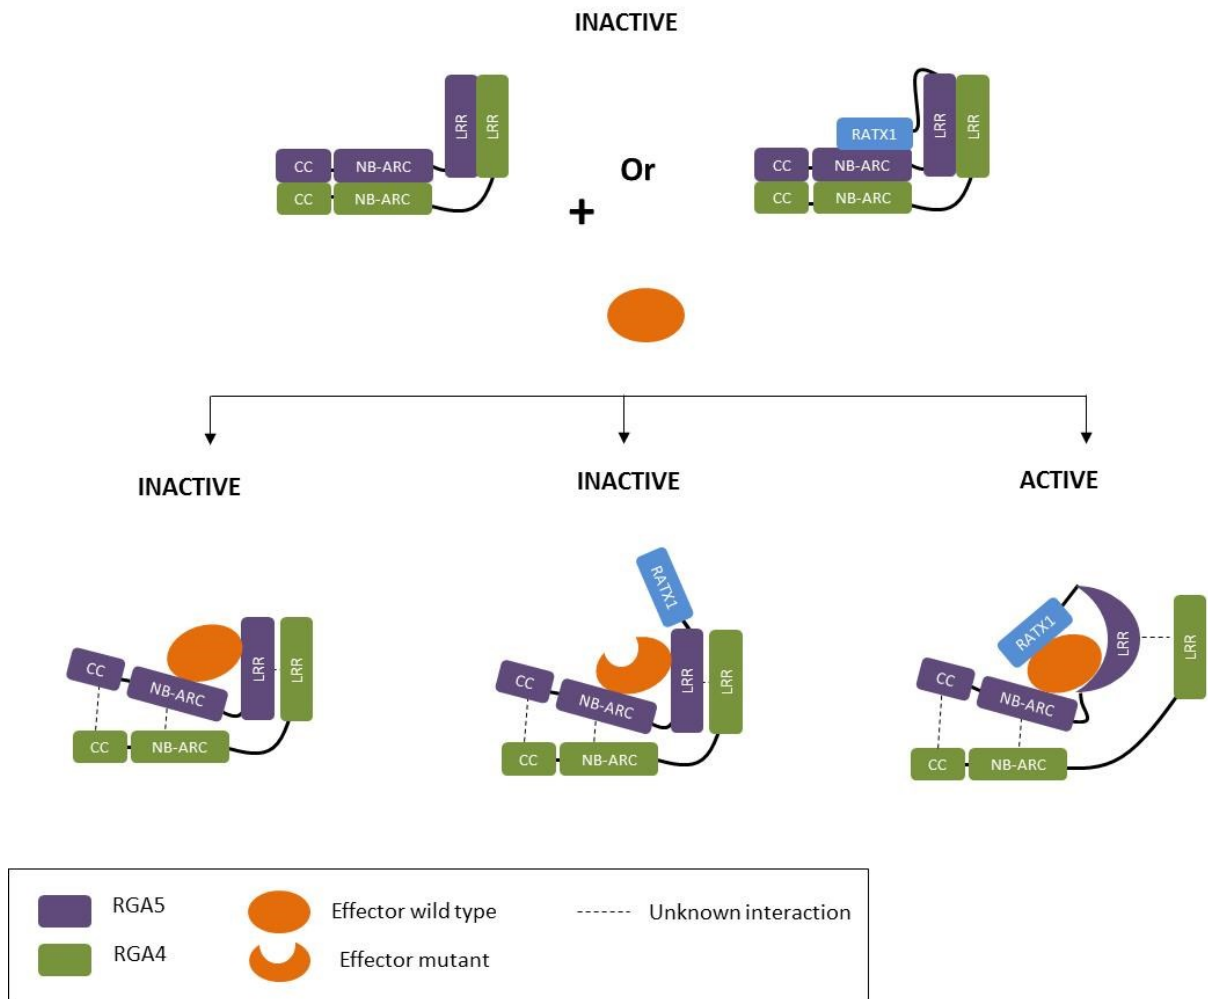 INACTIVE
LRR
LRR
CC
NB-ARC
CC
NB-ARC
+
Or
RATX1
LRR
LRR
CC
NB-ARC
CC
NB-ARC
INACTIVE
CC
NB-ARC
LRR
LRR
CC
NB-ARC
INACTIVE
RATX1
CC
NB-ARC
LRR
LRR
CC
NB-ARC
ACTIVE
RATX1
CC
NB-ARC
LRR
LRR
CC
NB-ARC
RGA5
Effector wild type
Unknown interaction
RGA4
Effector mutant